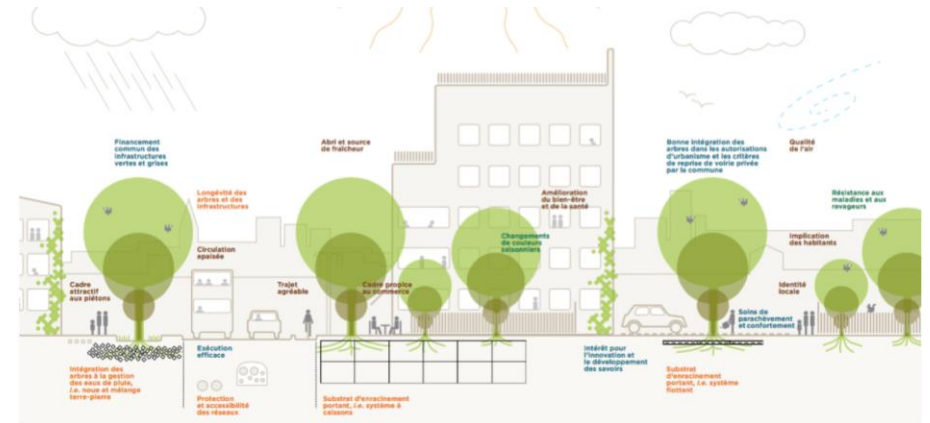 Financement
commun des
infrastructures
vertes et grises
Abri et source
de fraîcheur
Bonne intégration des
arbres dans les autorisations
d'urbanisme et les critères
de reprise de voirie privée
par la commune
Qualité
de l'air
Longévité des
arbres et des
infrastructures
Amélioration
du bien-être
et de la santé
Résistance aux
maladies et aux
ravageurs
Changements
de couleurs
saisonniers
Implication
des habitants
Circulation
apaisée
Cadre
attractif
aux piétons
Trajet
agréable
Cadre propice
au commerce
Identité
locale
Soins de
parachèvement
et confortement
Exécution
efficace
Intérêt pour
l'innovation et
le développement
des savoirs
Intégration des
arbres à la gestion
des eaux de pluie,
i.e. noue et mélange
terre-pierre
Protection
et accessibilité
des réseaux
Substrat d'enracinement
portant, i.e. système à
caissons
Substrat
d'enracinement
portant, i.e. système
flottant